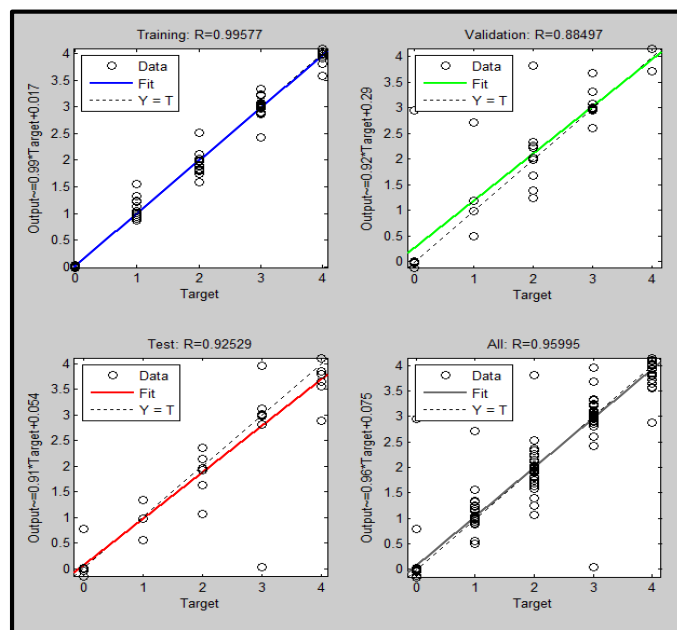 Training: R=0.99577
Output~=0.99*Target+0.017
Data
Fit
Y = T
4
3.5
3
2.5
2
1.5
1
0.5
0
0 1 2 3 4
Target
Validation: R=0.88497
Output~=0.92*Target+0.29
Data
Fit
Y = T
4
3.5
3
2.5
2
1.5
1
0.5
0
0 1 2 3 4
Target
Test: R=0.92529
Output~=0.91*Target+0.054
Data
Fit
Y = T
4
3.5
3
2.5
2
1.5
1
0.5
0
0 1 2 3 4
Target
All: R=0.95995
Output~=0.96*Target+0.075
Data
Fit
Y = T
4
3.5
3
2.5
2
1.5
1
0.5
0
0 1 2 3 4
Target